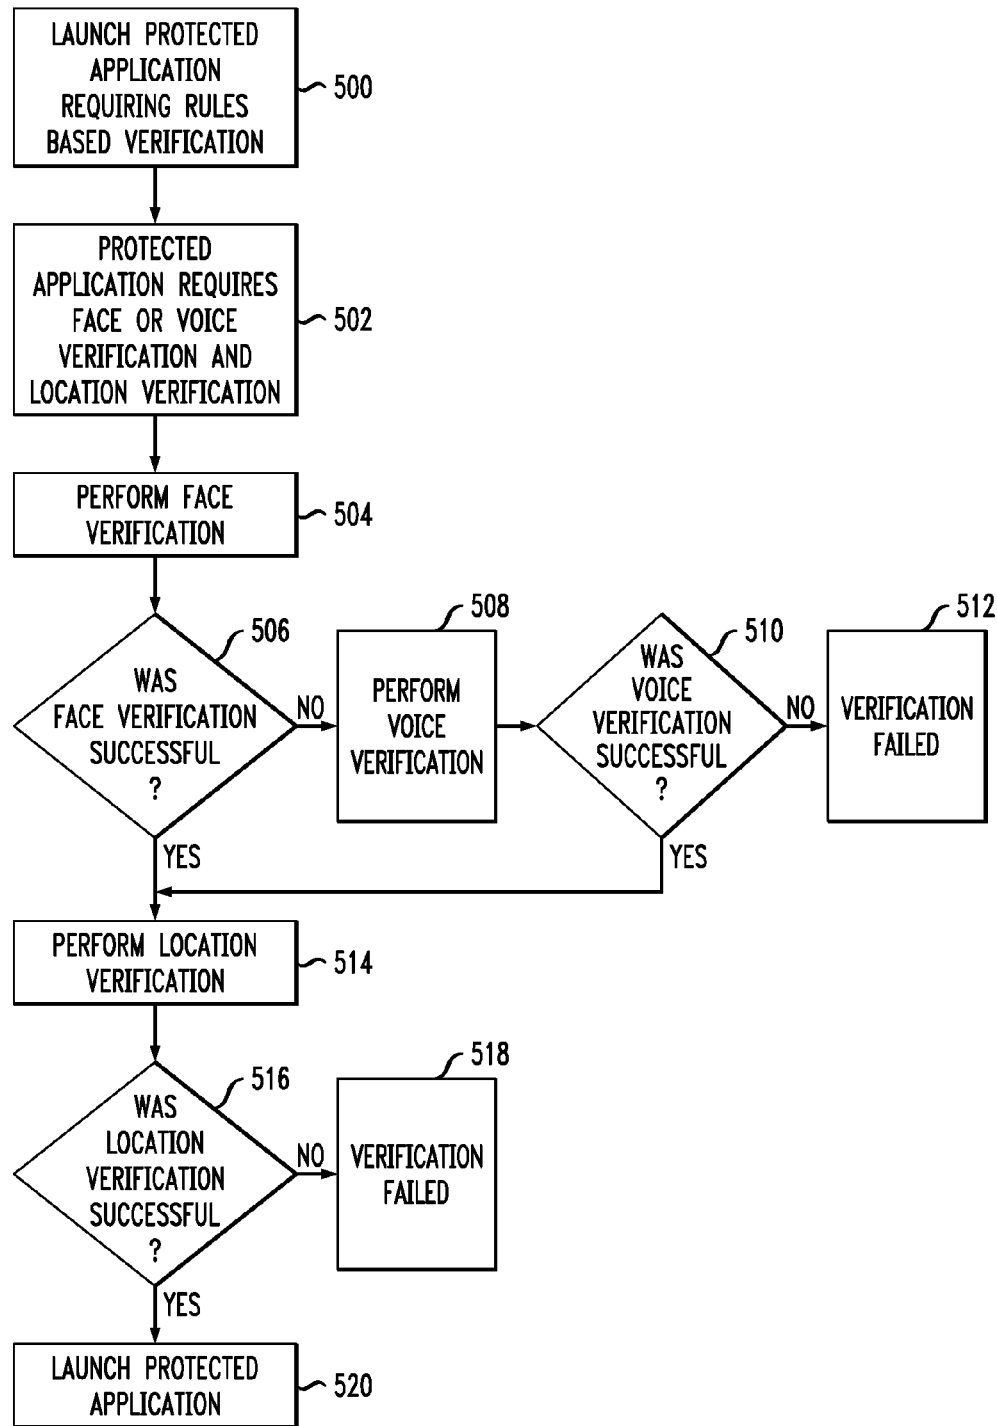 LAUNCH PROTECTED
APPLICATION
REQUIRING RULES
BASED VERIFICATION
500
PROTECTED
APPLICATION REQUIRES
FACE OR VOICE
VERIFICATION AND
LOCATION VERIFICATION
502
PERFORM FACE
VERIFICATION
504
WAS
FACE VERIFICATION
SUCCESSFUL
?
506
NO
YES
PERFORM
VOICE
VERIFICATION
508
WAS
VOICE
VERIFICATION
SUCCESSFUL
?
510
NO
YES
VERIFICATION
FAILED
512
PERFORM LOCATION
VERIFICATION
514
WAS
LOCATION
VERIFICATION
SUCCESSFUL
?
516
NO
YES
VERIFICATION
FAILED
518
LAUNCH PROTECTED
APPLICATION
520